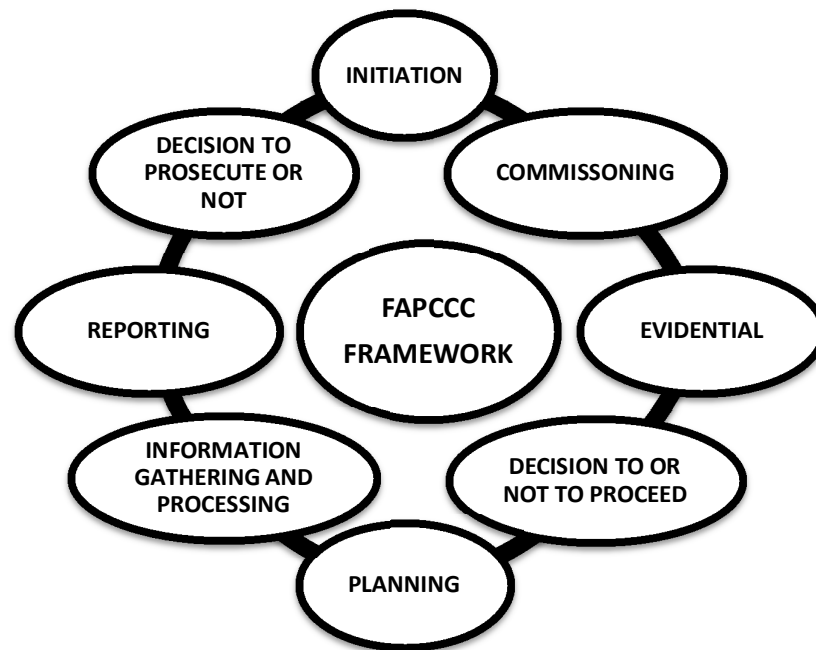 INITIATION
COMMISSONING
EVIDENTIAL
DECISION TO OR
NOT TO PROCEED
PLANNING
INFORMATION
GATHERING AND
PROCESSING
REPORTING
DECISION TO
PROSECUTE OR
NOT
FAPCCC
FRAMEWORK